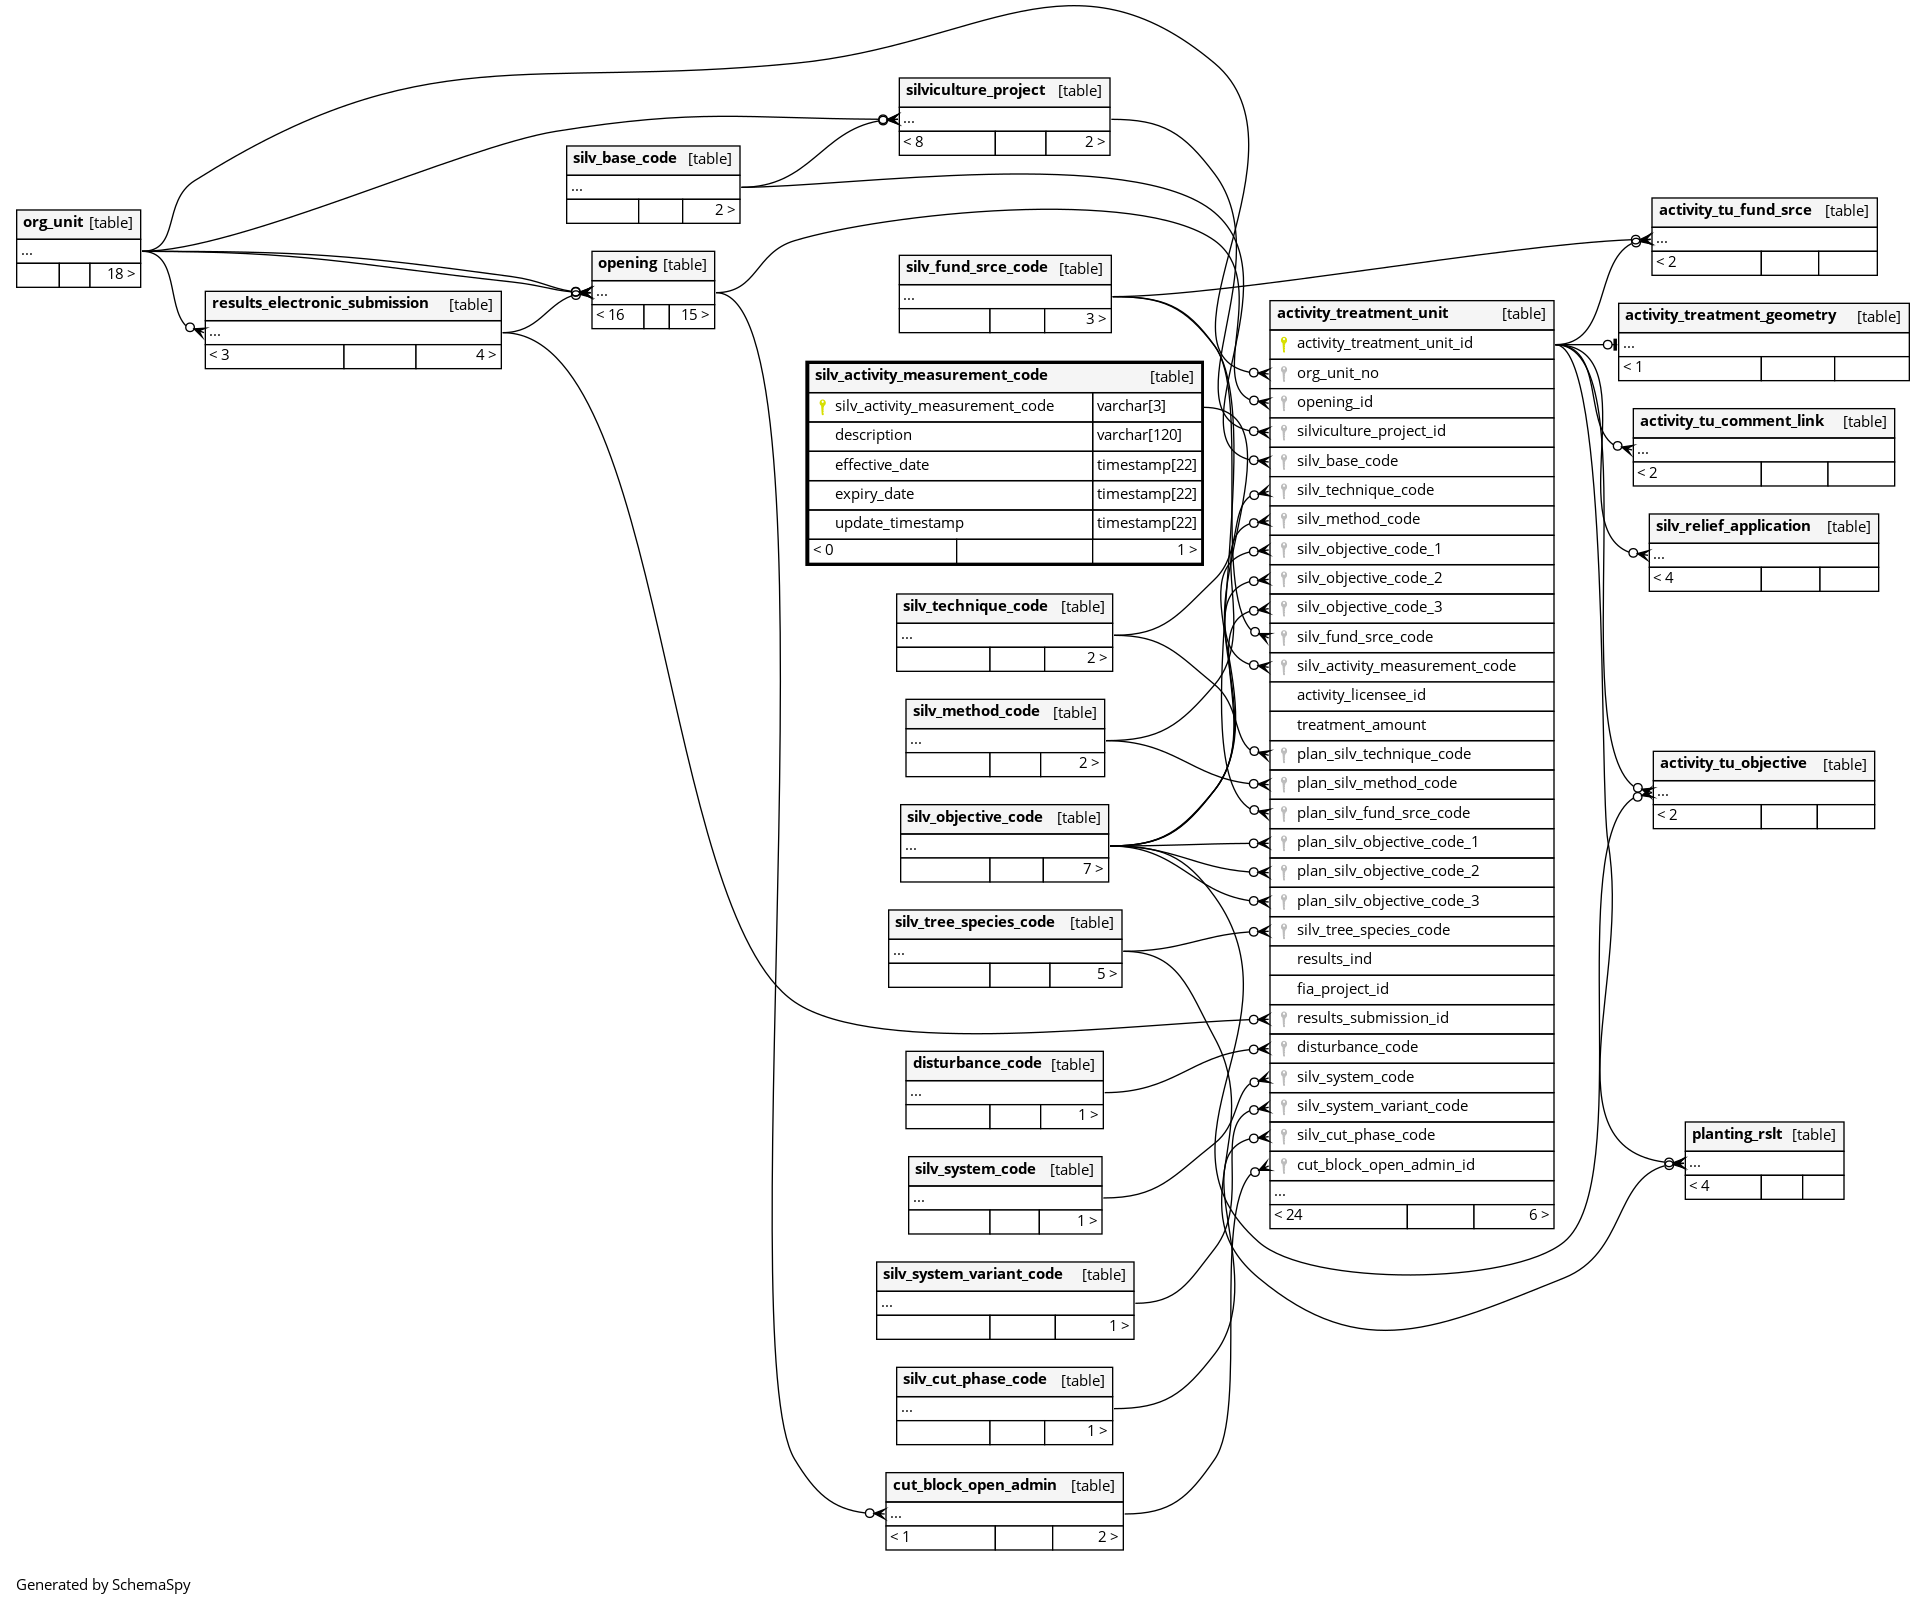 silviculture_project [table]
...
< 8 2 >
silv_base_code [table]
...
2 >
org_unit [table]
...
18 >
opening [table]
...
< 16 15 >
results_electronic_submission [table]
...
< 3 4 >
silv_fund_srce_code [table]
...
3 >
silv_activity_measurement_code [table]
silv_activity_measurement_code varchar[3]
description varchar[120]
effective_date timestamp[22]
expiry_date timestamp[22]
update_timestamp timestamp[22]
< 0 1 >
silv_technique_code [table]
...
2 >
silv_method_code [table]
...
2 >
silv_objective_code [table]
...
7 >
silv_tree_species_code [table]
...
5 >
disturbance_code [table]
...
1 >
silv_system_code [table]
...
1 >
silv_system_variant_code [table]
...
1 >
silv_cut_phase_code [table]
...
1 >
cut_block_open_admin [table]
...
< 1 2 >
activity_treatment_unit [table]
activity_treatment_unit_id
org_unit_no
opening_id
silviculture_project_id
silv_base_code
silv_technique_code
silv_method_code
silv_objective_code_1
silv_objective_code_2
silv_objective_code_3
silv_fund_srce_code
silv_activity_measurement_code
activity_licensee_id
treatment_amount
plan_silv_technique_code
plan_silv_method_code
plan_silv_fund_srce_code
plan_silv_objective_code_1
plan_silv_objective_code_2
plan_silv_objective_code_3
silv_tree_species_code
results_ind
fia_project_id
results_submission_id
disturbance_code
silv_system_code
silv_system_variant_code
silv_cut_phase_code
cut_block_open_admin_id
...
< 24 6 >
activity_tu_fund_srce [table]
...
< 2
activity_treatment_geometry [table]
...
< 1
activity_tu_comment_link [table]
...
< 2
silv_relief_application [table]
...
< 4
activity_tu_objective [table]
...
< 2
planting_rslt [table]
...
< 4
Generated by SchemaSpy